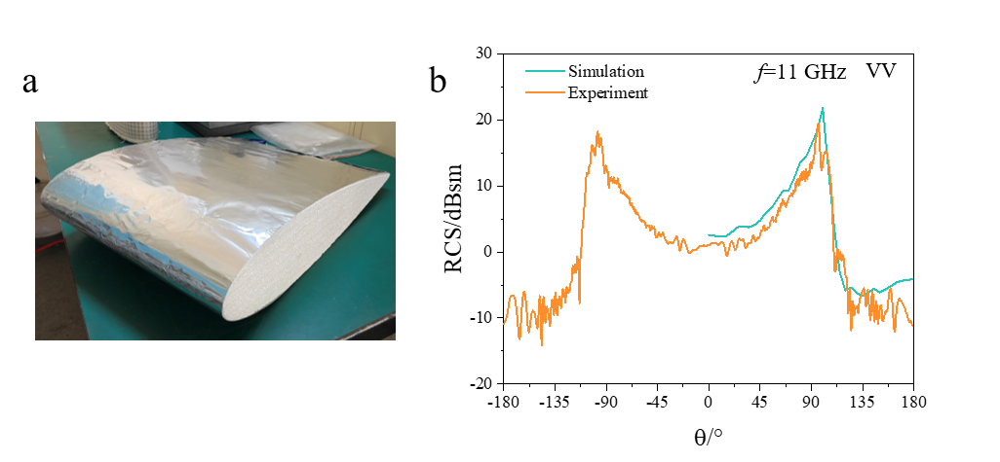 a
b
RCS/dBsm
30
20
10
0
-10
-20
Simulation
Experiment
f=11 GHz VV
-180 -135 -90 -45 0 45 90 135 180
θ/°